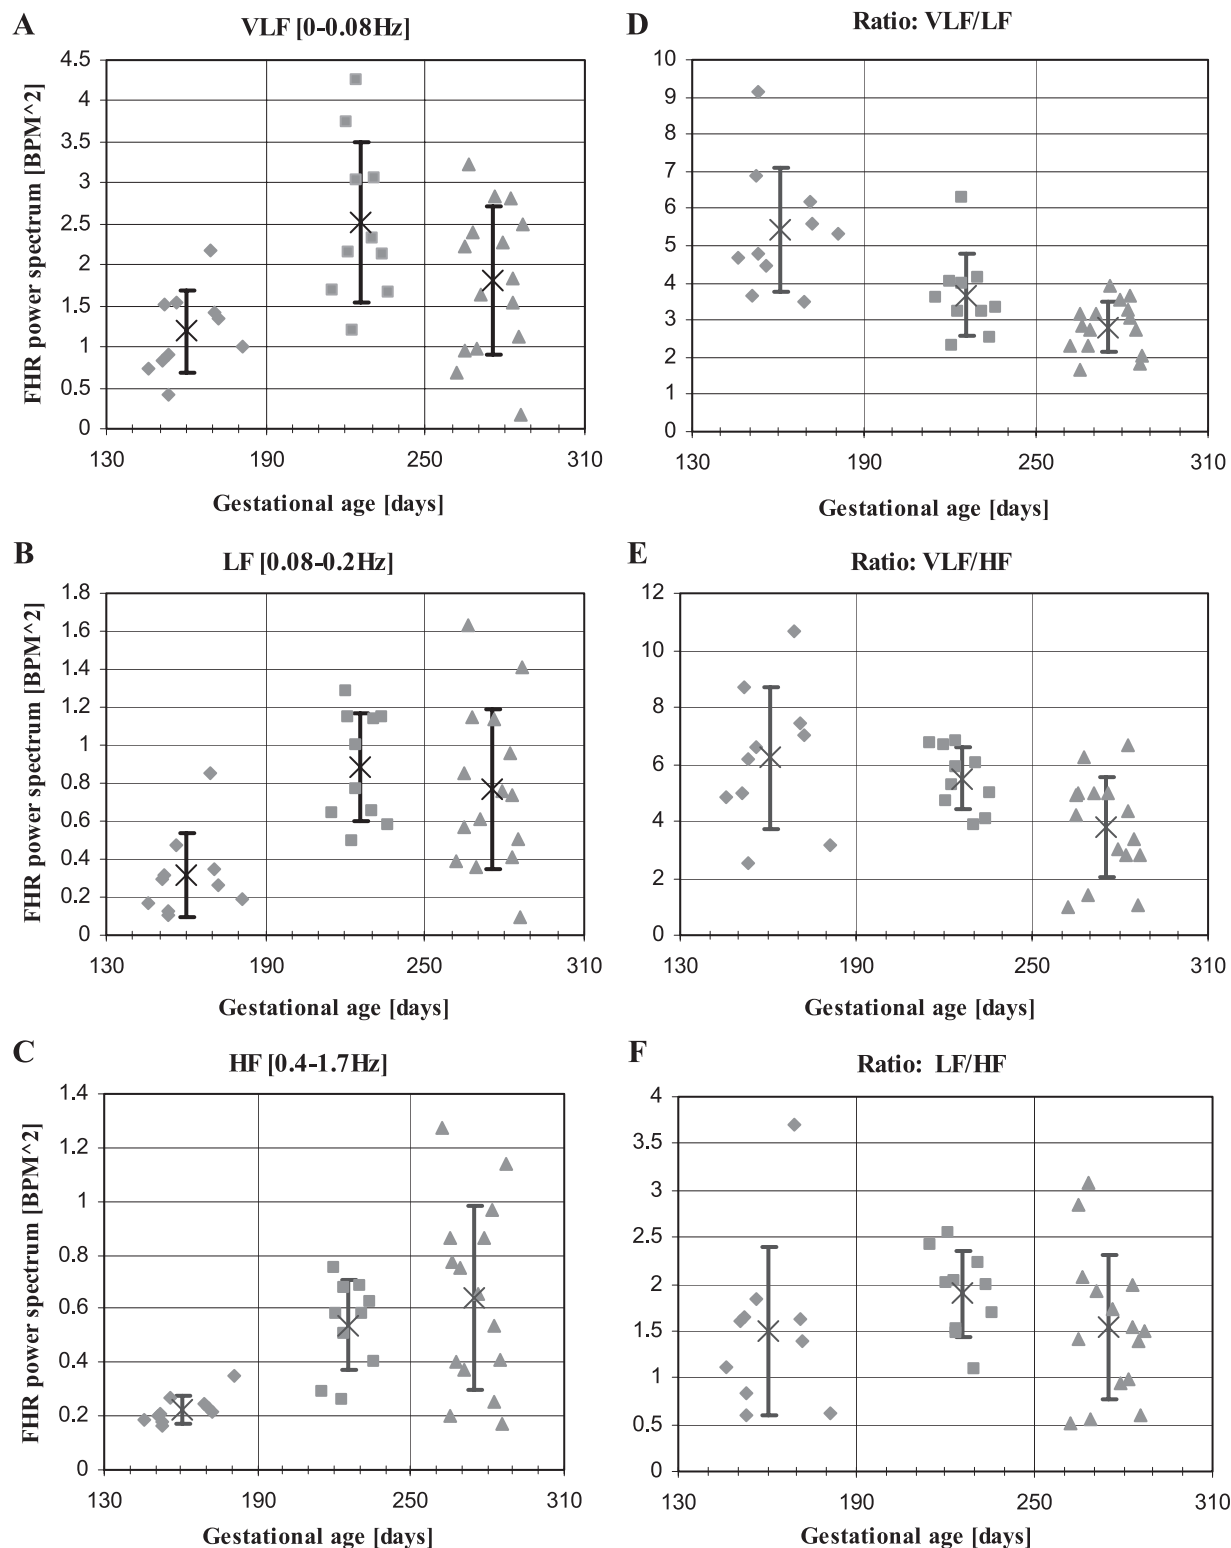 A
VLF [0-0.08Hz]
FHR power spectrum [BPM^2]
4.5
4
3.5
3
2.5
2
1.5
1
0.5
0
130 190 250 310
Gestational age [days]
D
Ratio: VLF/LF
10
9
8
7
6
5
4
3
2
1
0
130 190 250 310
Gestational age [days]
B
LF [0.08-0.2Hz]
FHR power spectrum [BPM^2]
1.8
1.6
1.4
1.2
1
0.8
0.6
0.4
0.2
0
130 190 250 310
Gestational age [days]
E
Ratio: VLF/HF
12
10
8
6
4
2
0
130 190 250 310
Gestational age [days]
C
HF [0.4-1.7Hz]
FHR power spectrum [BPM^2]
1.4
1.2
1
0.8
0.6
0.4
0.2
0
130 190 250 310
Gestational age [days]
F
Ratio: LF/HF
4
3.5
3
2.5
2
1.5
1
0.5
0
130 190 250 310
Gestational age [days]